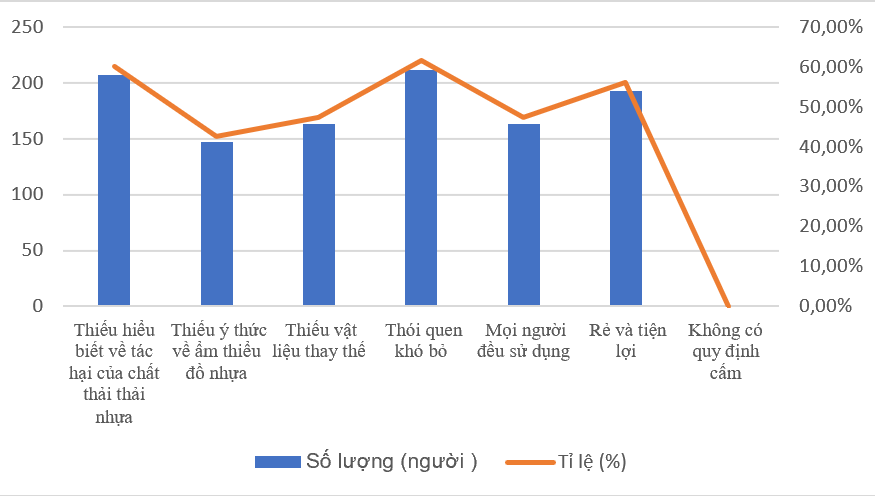 250
200
150
100
50
0
70,00%
60,00%
50,00%
40,00%
30,00%
20,00%
10,00%
0,00%
Thiếu hiểu
biết về tác
hại của chất
thải thải
nhựa
Thiếu ý thức
về ẩm thiểu
đồ nhựa
Thiếu vật
liệu thay thế
Thói quen
khó bỏ
Mọi người
đều sử dụng
Rẻ và tiện
lợi
Không có
quy định
cấm
Số lượng (người )
Tỉ lệ (%)